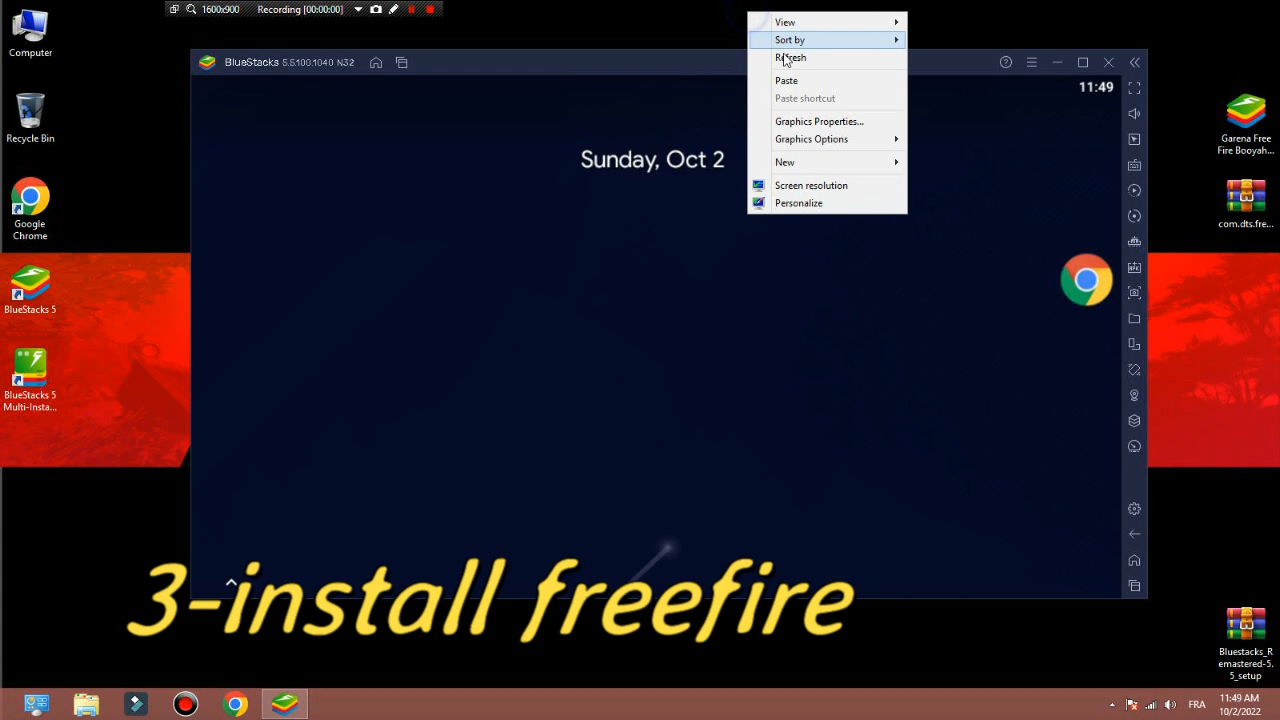 1600x900
Recording [00:00:00]
Computer
Recycle Bin
Google
Chrome
BlueStacks 5
BlueStacks 5
Multi-Insta...
BlueStacks 5.5.100.1040 N32
11:49
Sunday, Oct 2
View
Sort by
Refresh
Paste
Paste shortcut
Graphics Properties...
Graphics Options
New
Screen resolution
Personalize
Garena Free
Fire Booyah...
com.dts.fre...
Bluestacks_R
emastered-5.
5_setup
3-install freefire
FRA
11:49 AM
10/2/2022